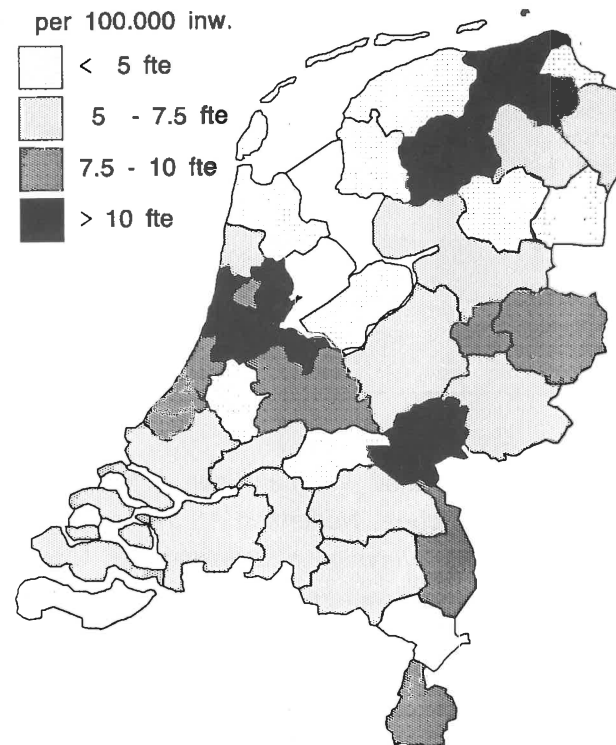 per 100.000 inw.
< 5 fte
5 - 7.5 fte
7.5 - 10 fte
> 10 fte